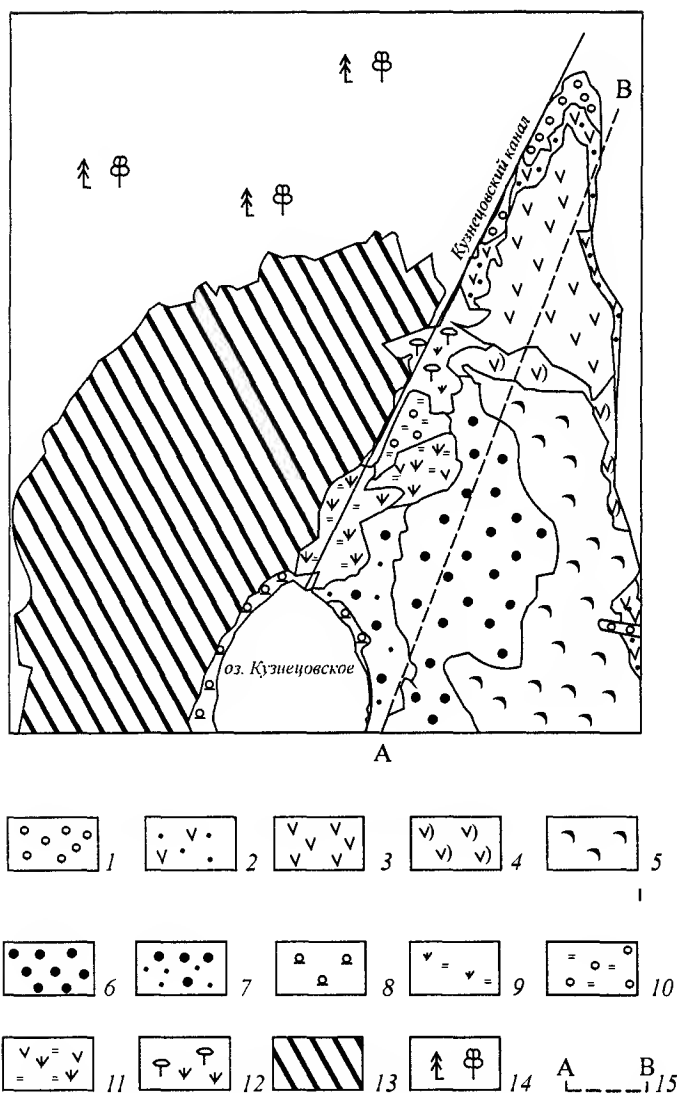 B
Кузнецовский канал
оз. Кузнецовское
A
1 2 3 4 5
6 7 8 9 10
11 12 13 14 A B 15